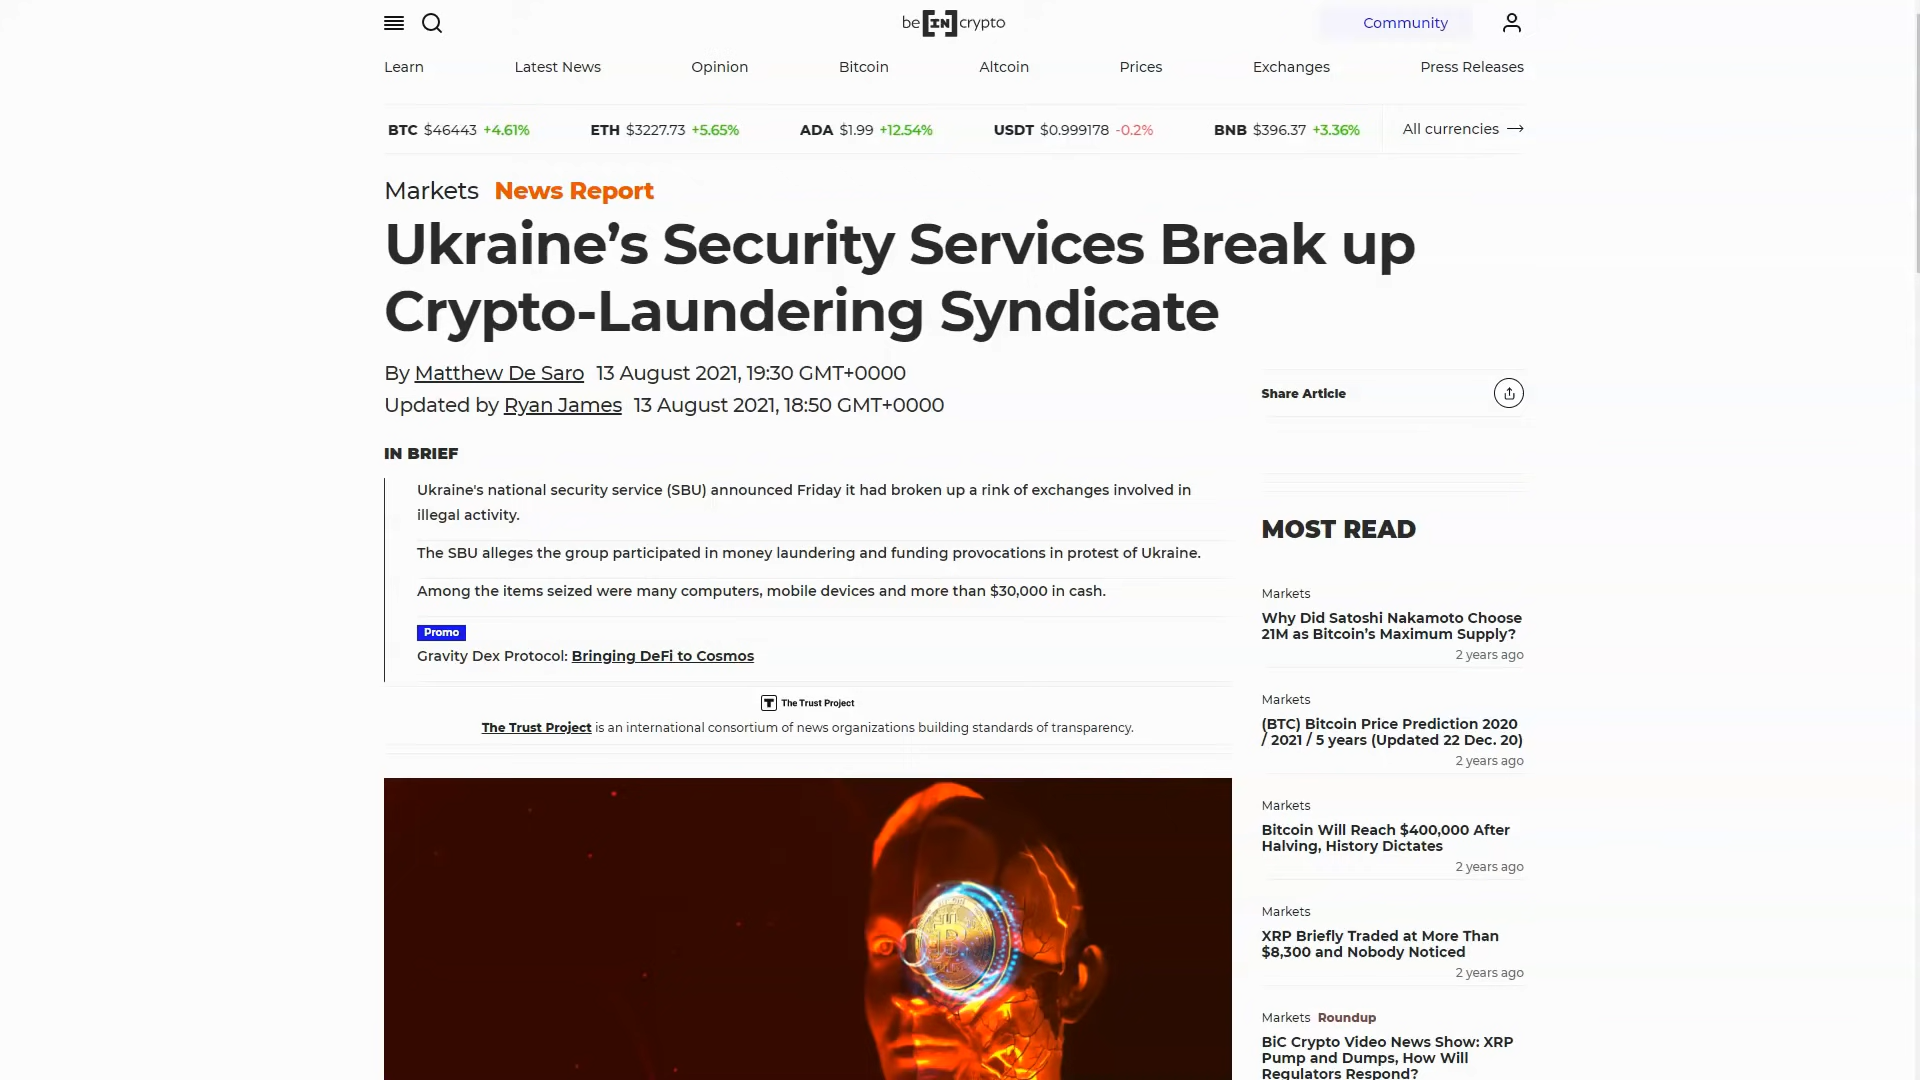 be[IN]crypto
Community
Learn
Latest News
Opinion
Bitcoin
Altcoin
Prices
Exchanges
Press Releases
BTC $46443 +4.61%
ETH $3227.73 +5.65%
ADA $1.99 +12.54%
USDT $0.999178 -0.2%
BNB $396.37 +3.36%
All currencies →
Markets News Report
Ukraine’s Security Services Break up
Crypto-Laundering Syndicate
By Matthew De Saro 13 August 2021, 19:30 GMT+0000
Updated by Ryan James 13 August 2021, 18:50 GMT+0000
Share Article
IN BRIEF
Ukraine's national security service (SBU) announced Friday it had broken up a rink of exchanges involved in
illegal activity.
The SBU alleges the group participated in money laundering and funding provocations in protest of Ukraine.
Among the items seized were many computers, mobile devices and more than $30,000 in cash.
Promo
Gravity Dex Protocol: Bringing DeFi to Cosmos
T The Trust Project
The Trust Project is an international consortium of news organizations building standards of transparency.
MOST READ
Markets
Why Did Satoshi Nakamoto Choose
21M as Bitcoin’s Maximum Supply?
2 years ago
Markets
(BTC) Bitcoin Price Prediction 2020
/ 2021 / 5 years (Updated 22 Dec. 20)
2 years ago
Markets
Bitcoin Will Reach $400,000 After
Halving, History Dictates
2 years ago
Markets
XRP Briefly Traded at More Than
$8,300 and Nobody Noticed
2 years ago
Markets Roundup
BiC Crypto Video News Show: XRP
Pump and Dumps, How Will
Regulators Respond?